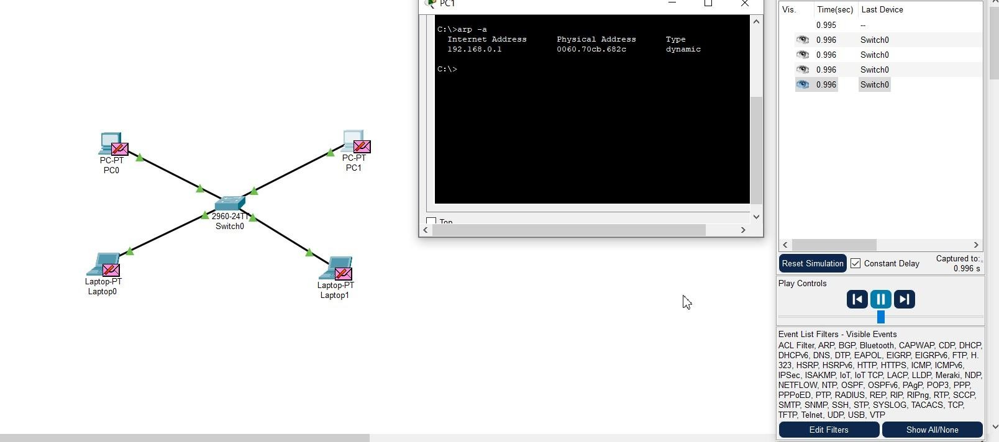 PC1
C:\>arp -a
Internet Address Physical Address Type
192.168.0.1 0060.70cb.682c dynamic
C:\>
Top
PC-PT
PC0
PC-PT
PC1
2960-24TT
Switch0
Laptop-PT
Laptop0
Laptop-PT
Laptop1
Vis. Time(sec) Last Device
0.995 --
0.996 Switch0
0.996 Switch0
0.996 Switch0
0.996 Switch0
Reset Simulation Constant Delay Captured to:
0.996 s
Play Controls
Event List Filters - Visible Events
ACL Filter, ARP, BGP, Bluetooth, CAPWAP, CDP, DHCP,
DHCPv6, DNS, DTP, EAPOL, EIGRP, EIGRPv6, FTP, H.
323, HSRP, HSRPv6, HTTP, HTTPS, ICMP, ICMPv6,
IPSec, ISAKMP, IoT, IoT TCP, LACP, LLDP, Meraki, NDP,
NETFLOW, NTP, OSPF, OSPFv6, PAgP, POP3, PPP,
PPPoED, PTP, RADIUS, REP, RIP, RIPng, RTP, SCCP,
SMTP, SNMP, SSH, STP, SYSLOG, TACACS, TCP,
TFTP, Telnet, UDP, USB, VTP
Edit Filters Show All/None